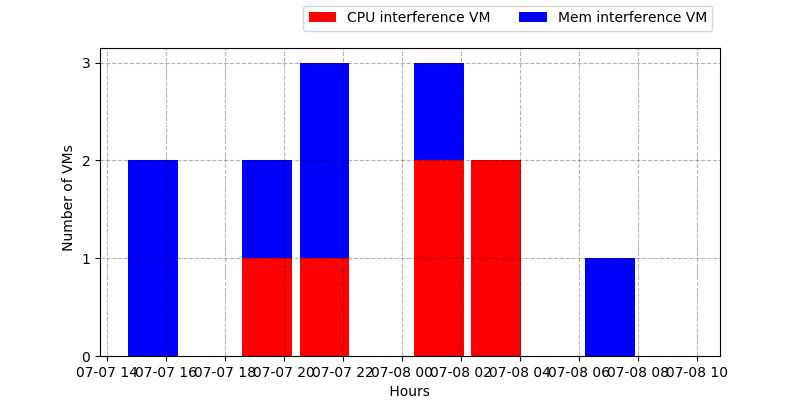 CPU interference VM Mem interference VM
3
2
1
0
Number of VMs
07-07 14 07-07 16 07-07 18 07-07 20 07-07 22 07-08 00 07-08 02 07-08 04 07-08 06 07-08 08 07-08 10
Hours